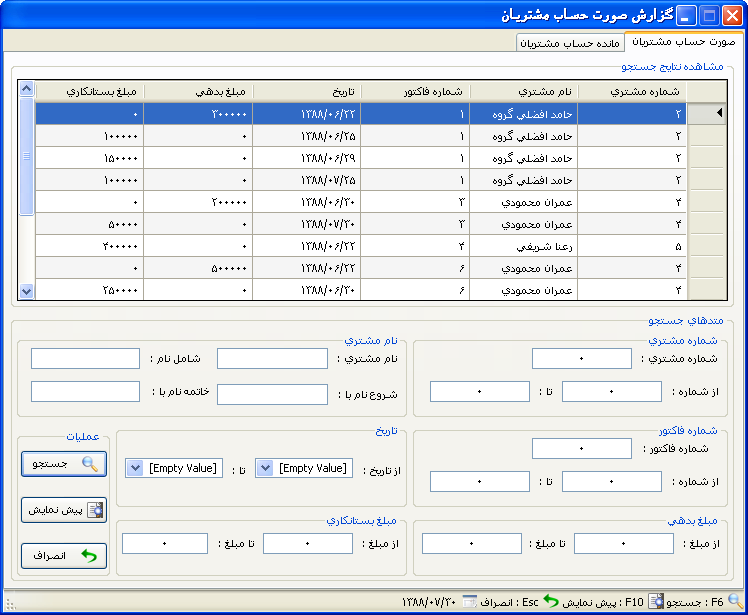 گزارش صورت حساب مشتريان
صورت حساب مشتريان
مانده حساب مشتريان
مشاهده نتايج جستجو
شماره مشتري نام مشتري شماره فاكتور تاريخ مبلغ بدهي مبلغ بستانكاري
۲ حامد افضلي گروه ۱ ۱۳۸۸/۰۶/۲۲ ۳۰۰۰۰۰ ۰
۲ حامد افضلي گروه ۱ ۱۳۸۸/۰۶/۲۵ ۰ ۱۰۰۰۰۰
۲ حامد افضلي گروه ۱ ۱۳۸۸/۰۶/۲۹ ۰ ۱۵۰۰۰۰
۲ حامد افضلي گروه ۱ ۱۳۸۸/۰۷/۲۵ ۰ ۱۰۰۰۰۰
۴ عمران محمودي ۳ ۱۳۸۸/۰۶/۳۰ ۲۰۰۰۰۰ ۰
۴ عمران محمودي ۳ ۱۳۸۸/۰۷/۳۰ ۰ ۵۰۰۰۰
۵ رعنا شريفي ۴ ۱۳۸۸/۰۶/۲۲ ۰ ۴۰۰۰۰۰
۴ عمران محمودي ۶ ۱۳۸۸/۰۶/۲۲ ۵۰۰۰۰۰ ۰
۴ عمران محمودي ۶ ۱۳۸۸/۰۶/۳۰ ۰ ۲۵۰۰۰۰
متدهاي جستجو
شماره مشتري
شماره مشتري : ۰
از شماره : ۰ تا : ۰
نام مشتري
نام مشتري : شامل نام :
شروع نام با : خاتمه نام با :
شماره فاكتور
شماره فاكتور : ۰
از شماره : ۰ تا : ۰
تاريخ
از تاريخ : [Empty Value] تا : [Empty Value]
عمليات
جستجو
پيش نمايش
انصراف
مبلغ بدهي
از مبلغ : ۰ تا مبلغ : ۰
مبلغ بستانكاري
از مبلغ : ۰ تا مبلغ : ۰
F6 : جستجو F10 : پيش نمايش Esc : انصراف ۱۳۸۸/۰۷/۳۰